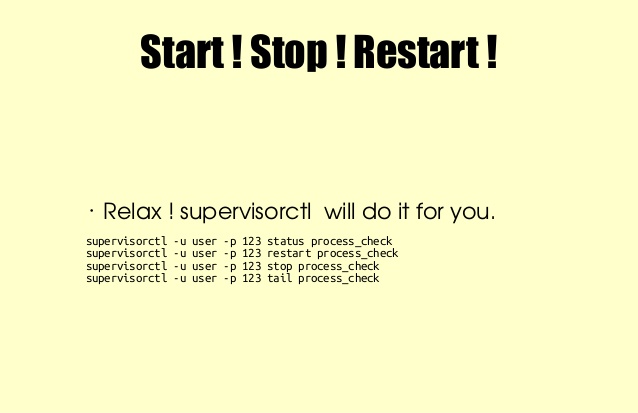 Start ! Stop ! Restart !
· Relax ! supervisorctl will do it for you.
supervisorctl -u user -p 123 status process_check
supervisorctl -u user -p 123 restart process_check
supervisorctl -u user -p 123 stop process_check
supervisorctl -u user -p 123 tail process_check